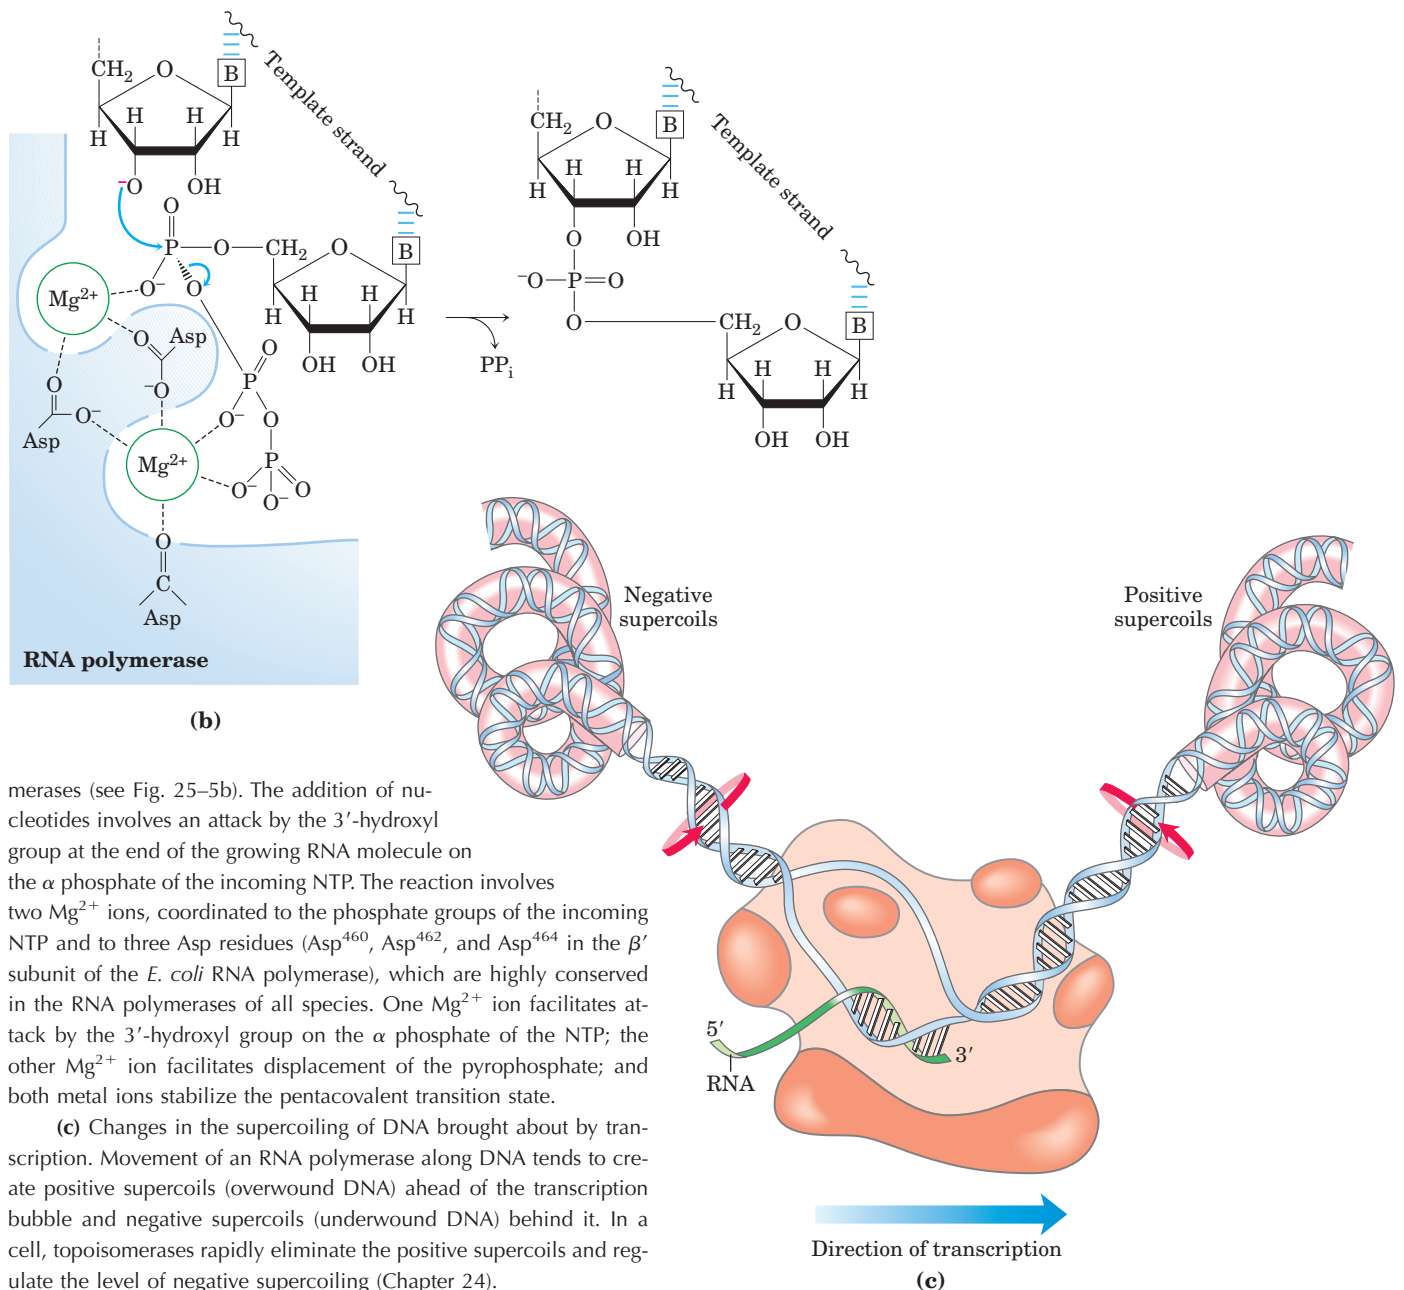 CH2 O B
H H
H H
–O OH
Template strand
O
P O CH2 O B
O– O
Mg2+
H H
H H
OH OH
O Asp
–O
O
O–
Asp
P O
O– O
Mg2+
P
O– O– O
O
C
Asp
RNA polymerase
(b)
PPi
CH2 O B
H H
H H
O OH
Template strand
–O P O
O CH2 O B
H H
H H
OH OH
Negative
supercoils
Positive
supercoils
merases (see Fig. 25–5b). The addition of nu-
cleotides involves an attack by the 3′-hydroxyl
group at the end of the growing RNA molecule on
the α phosphate of the incoming NTP. The reaction involves
two Mg2+ ions, coordinated to the phosphate groups of the incoming
NTP and to three Asp residues (Asp460, Asp462, and Asp464 in the β′
subunit of the E. coli RNA polymerase), which are highly conserved
in the RNA polymerases of all species. One Mg2+ ion facilitates at-
tack by the 3′-hydroxyl group on the α phosphate of the NTP; the
other Mg2+ ion facilitates displacement of the pyrophosphate; and
both metal ions stabilize the pentacovalent transition state.
(c) Changes in the supercoiling of DNA brought about by tran-
scription. Movement of an RNA polymerase along DNA tends to cre-
ate positive supercoils (overwound DNA) ahead of the transcription
bubble and negative supercoils (underwound DNA) behind it. In a
cell, topoisomerases rapidly eliminate the positive supercoils and reg-
ulate the level of negative supercoiling (Chapter 24).
5′
RNA
3′
Direction of transcription
(c)